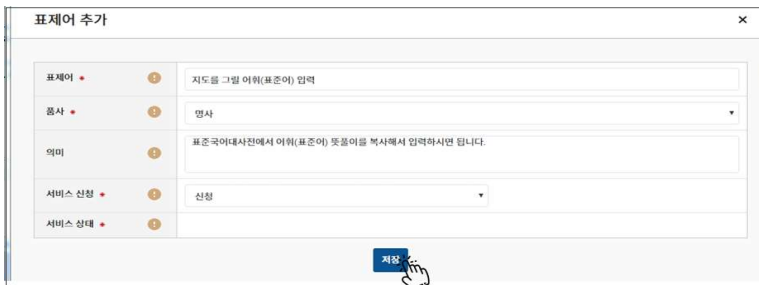 표제어 추가 ×
표제어 * !
지도를 그릴 어휘(표준어) 입력
품사 * !
명사 ▼
의미 !
표준국어대사전에서 어휘(표준어) 뜻풀이를 복사해서 입력하시면 됩니다.
서비스 신청 * !
신청 ▼
서비스 상태 * !
저장